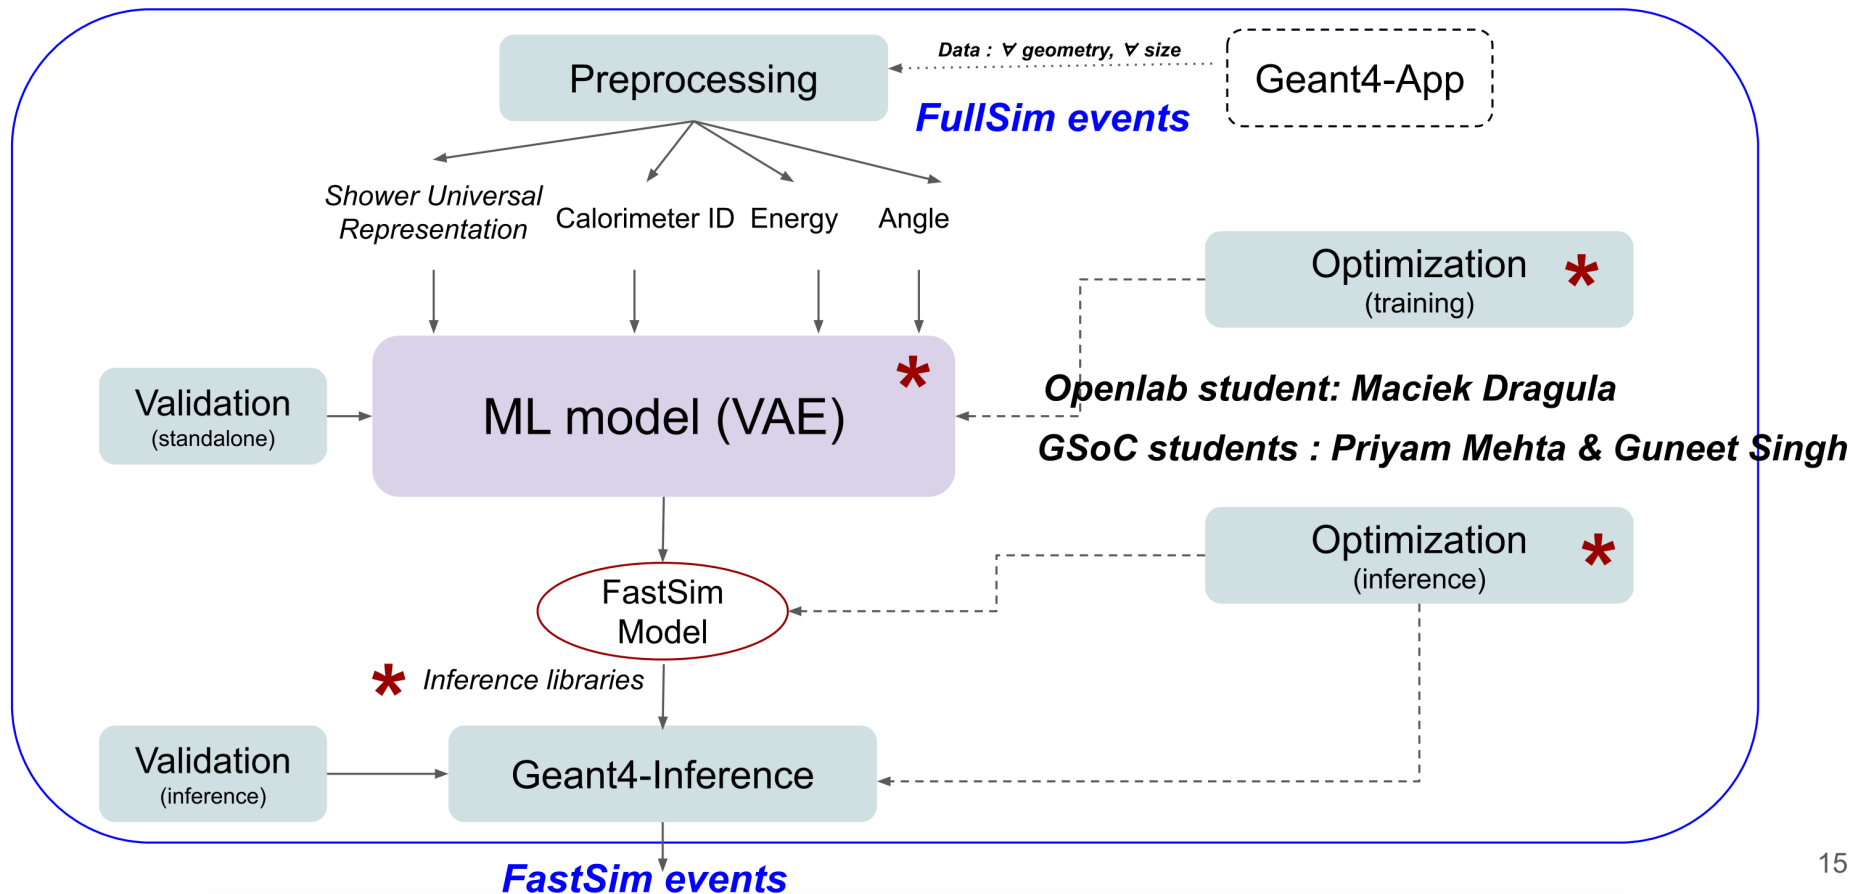 Preprocessing
Data : ∀ geometry, ∀ size
Geant4-App
FullSim events
Shower Universal
Representation
Calorimeter ID
Energy
Angle
Optimization
(training)
*
Validation
(standalone)
ML model (VAE)
*
Openlab student: Maciek Dragula
GSoC students : Priyam Mehta & Guneet Singh
Optimization
(inference)
*
FastSim
Model
* Inference libraries
Validation
(inference)
Geant4-Inference
FastSim events
15